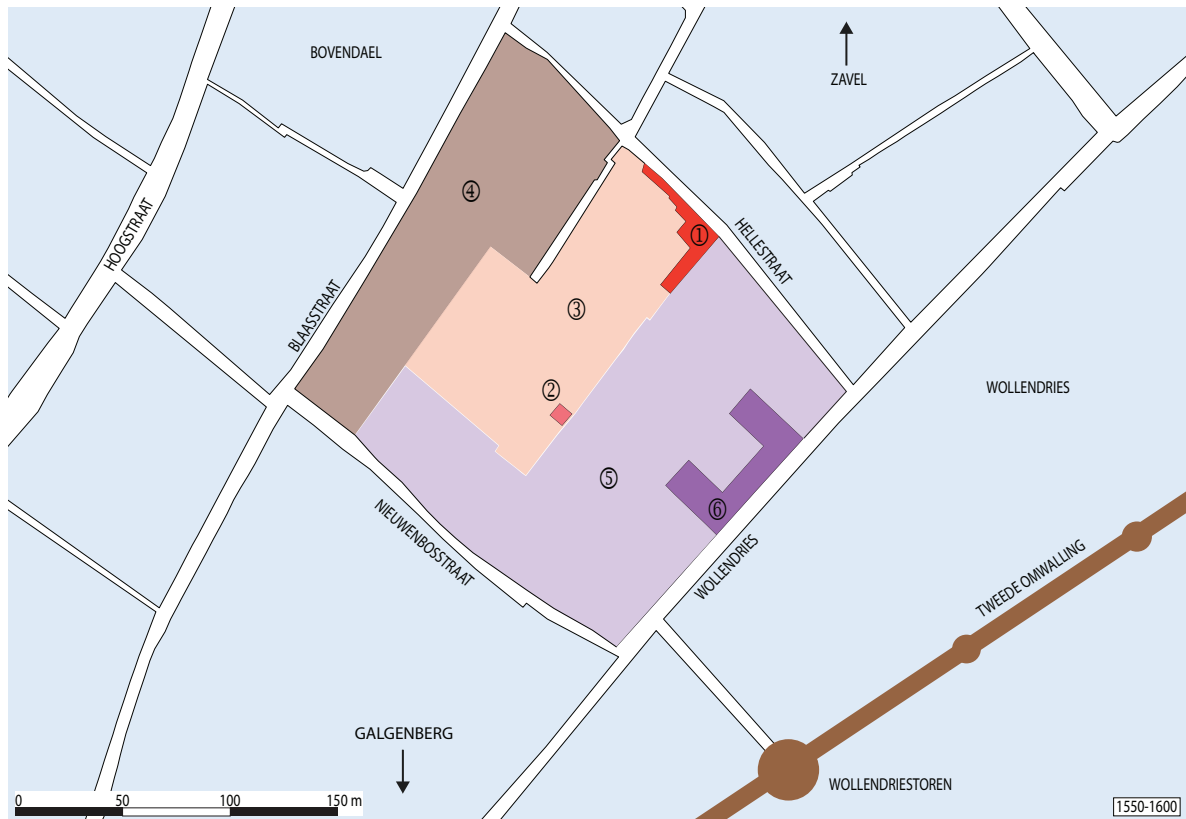 BOVENDAEL
ZAVEL
④
HOOGSTRAAT
①
HELLESTRAAT
BLAASSTRAAT
③
②
WOLLENDRIES
⑤
⑥
NIEUWENBOSSTRAAT
WOLLENDRIES
TWEEDE OMWALLING
GALGENBERG
WOLLENDRIESTOREN
0 50 100 150 m
1550-1600